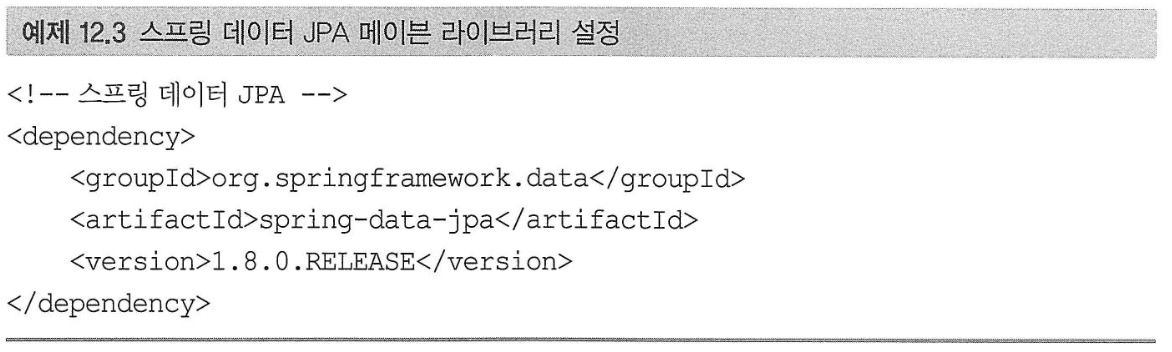 예제 12.3 스프링 데이터 JPA 메이븐 라이브러리 설정
<!-- 스프링 데이터 JPA -->
<dependency>
    <groupId>org.springframework.data</groupId>
    <artifactId>spring-data-jpa</artifactId>
    <version>1.8.0.RELEASE</version>
</dependency>